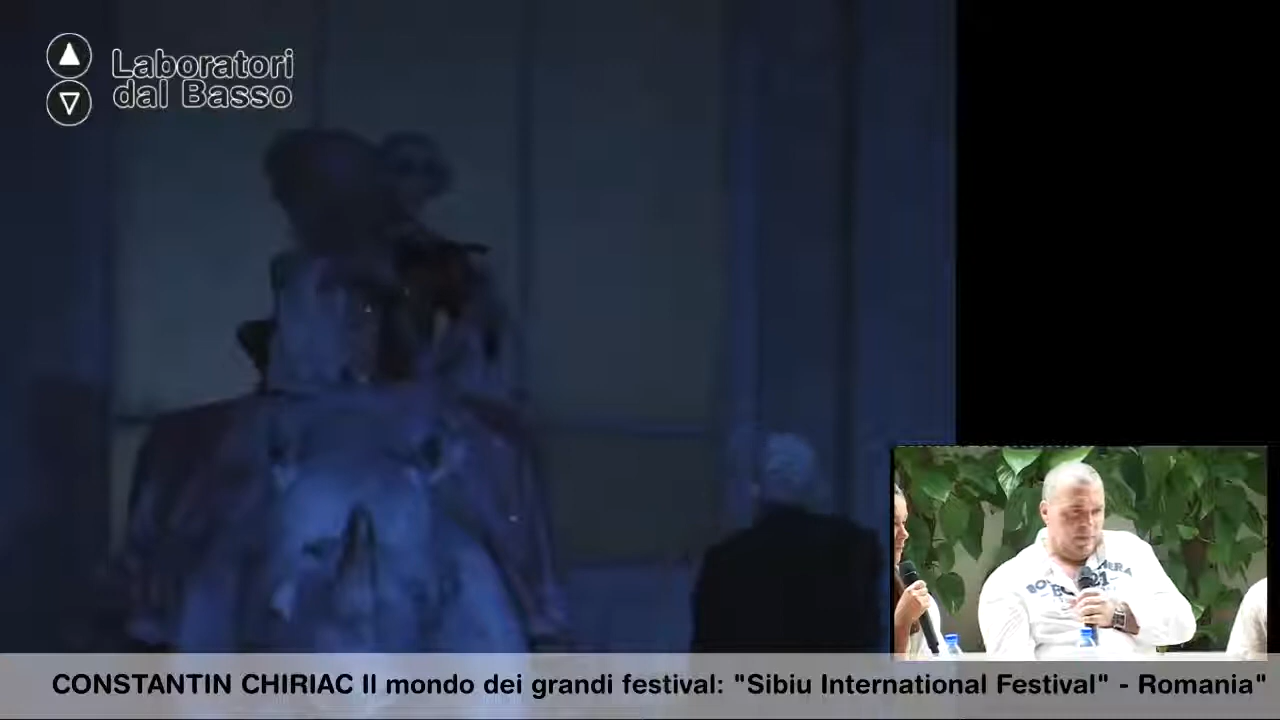 Laboratori
dal Basso
CONSTANTIN CHIRIAC Il mondo dei grandi festival: "Sibiu International Festival" - Romania"